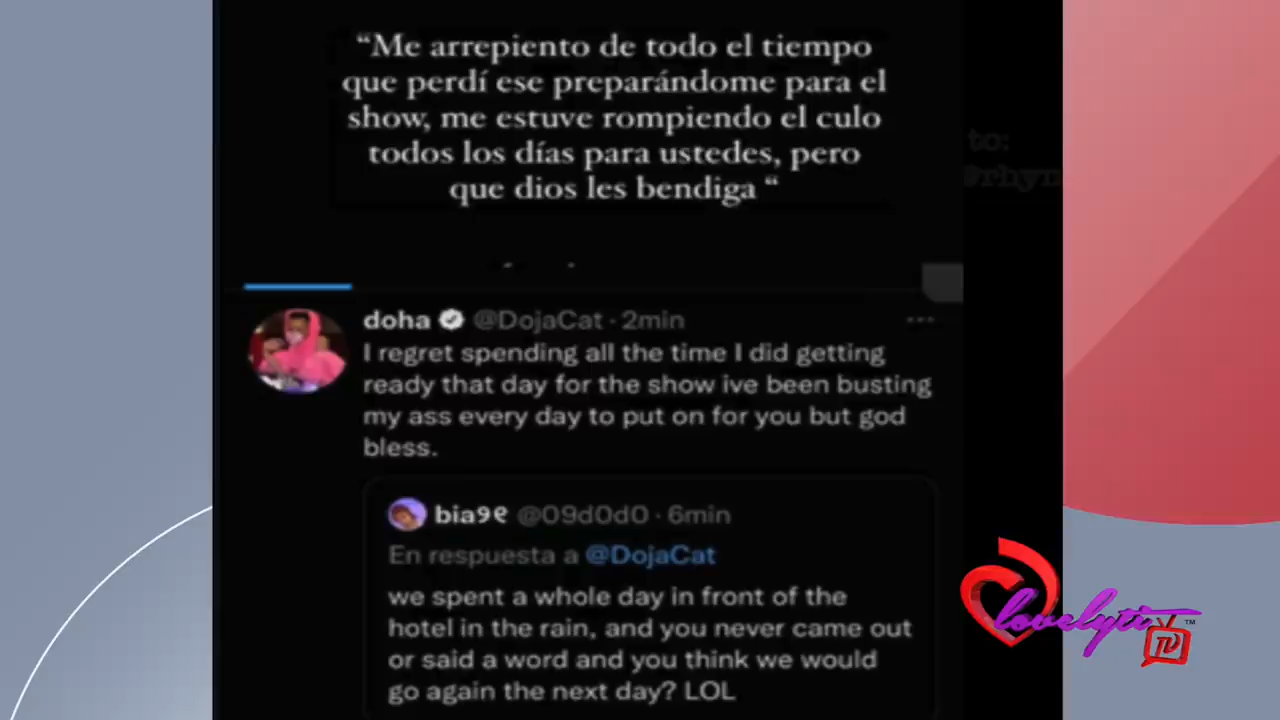 “Me arrepiento de todo el tiempo
que perdí ese preparándome para el
show, me estuve rompiendo el culo
todos los días para ustedes, pero
que dios les bendiga “
to:
doha @DojaCat · 2min
I regret spending all the time I did getting
ready that day for the show ive been busting
my ass every day to put on for you but god
bless.
bia9୧ @09d0d0 · 6min
En respuesta a @DojaCat
we spent a whole day in front of the
hotel in the rain, and you never came out
or said a word and you think we would
go again the next day? LOL
lovelyti TV™